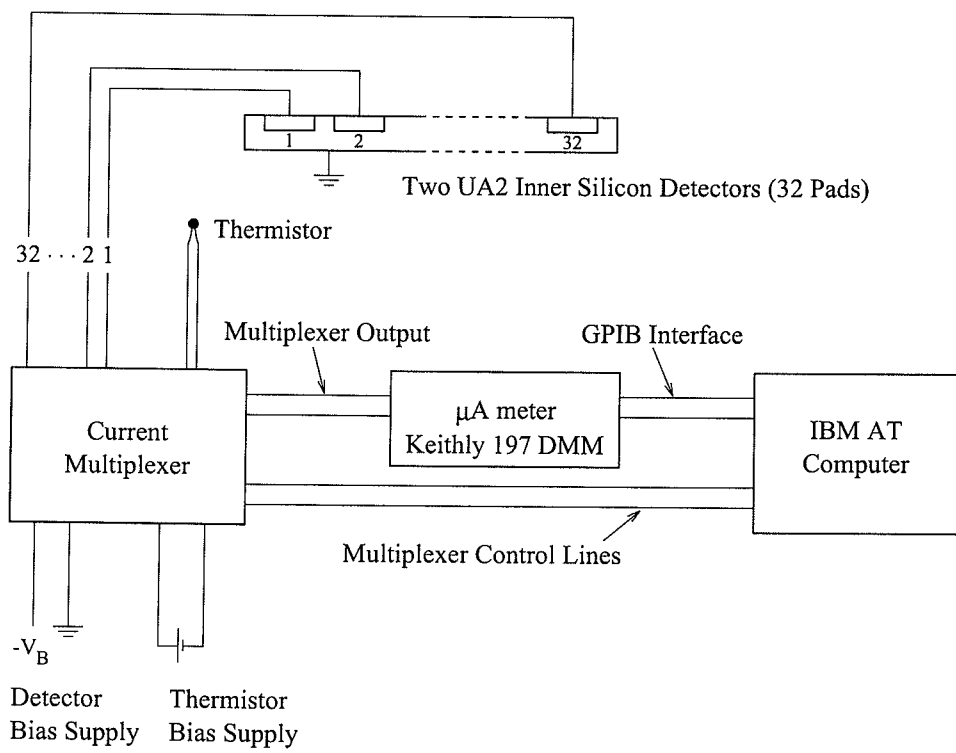 1
2
32
Two UA2 Inner Silicon Detectors (32 Pads)
Thermistor
32 · · · 2 1
Multiplexer Output
GPIB Interface
Current
Multiplexer
µA meter
Keithly 197 DMM
IBM AT
Computer
Multiplexer Control Lines
-VB
Detector
Bias Supply
Thermistor
Bias Supply